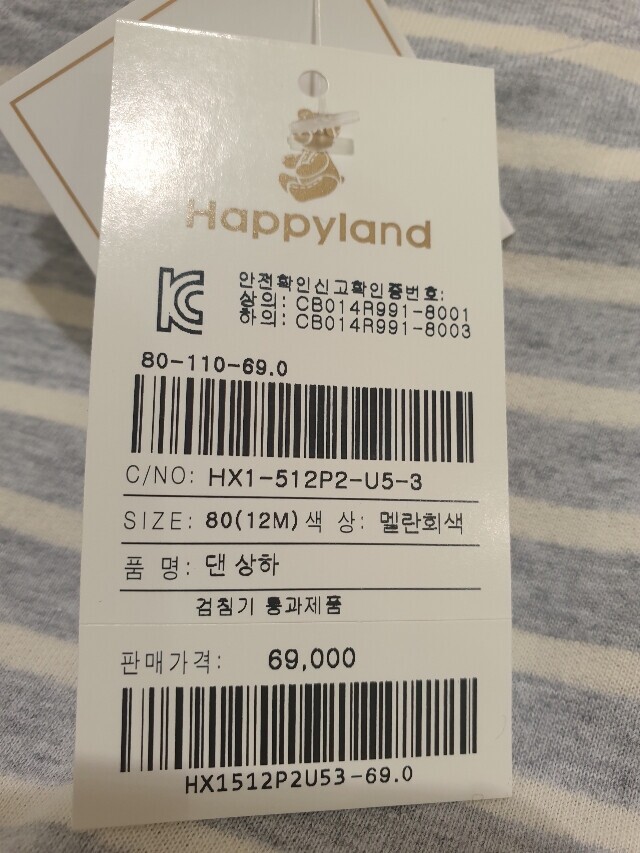 Happyland
안전확인신고확인증번호:
상의: CB014R991-8001
하의: CB014R991-8003
80-110-69.0
C/NO: HX1-512P2-U5-3
SIZE: 80(12M) 색 상: 멜란회색
품 명: 댄 상하
검침기 통과제품
판매가격: 69,000
HX1512P2U53-69.0